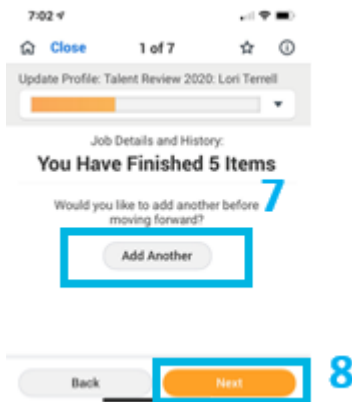 7:02
Close 1 of 7
Update Profile: Talent Review 2020: Lori Terrell
Job Details and History:
You Have Finished 5 Items
Would you like to add another before
moving forward?
7
Add Another
Back Next
8